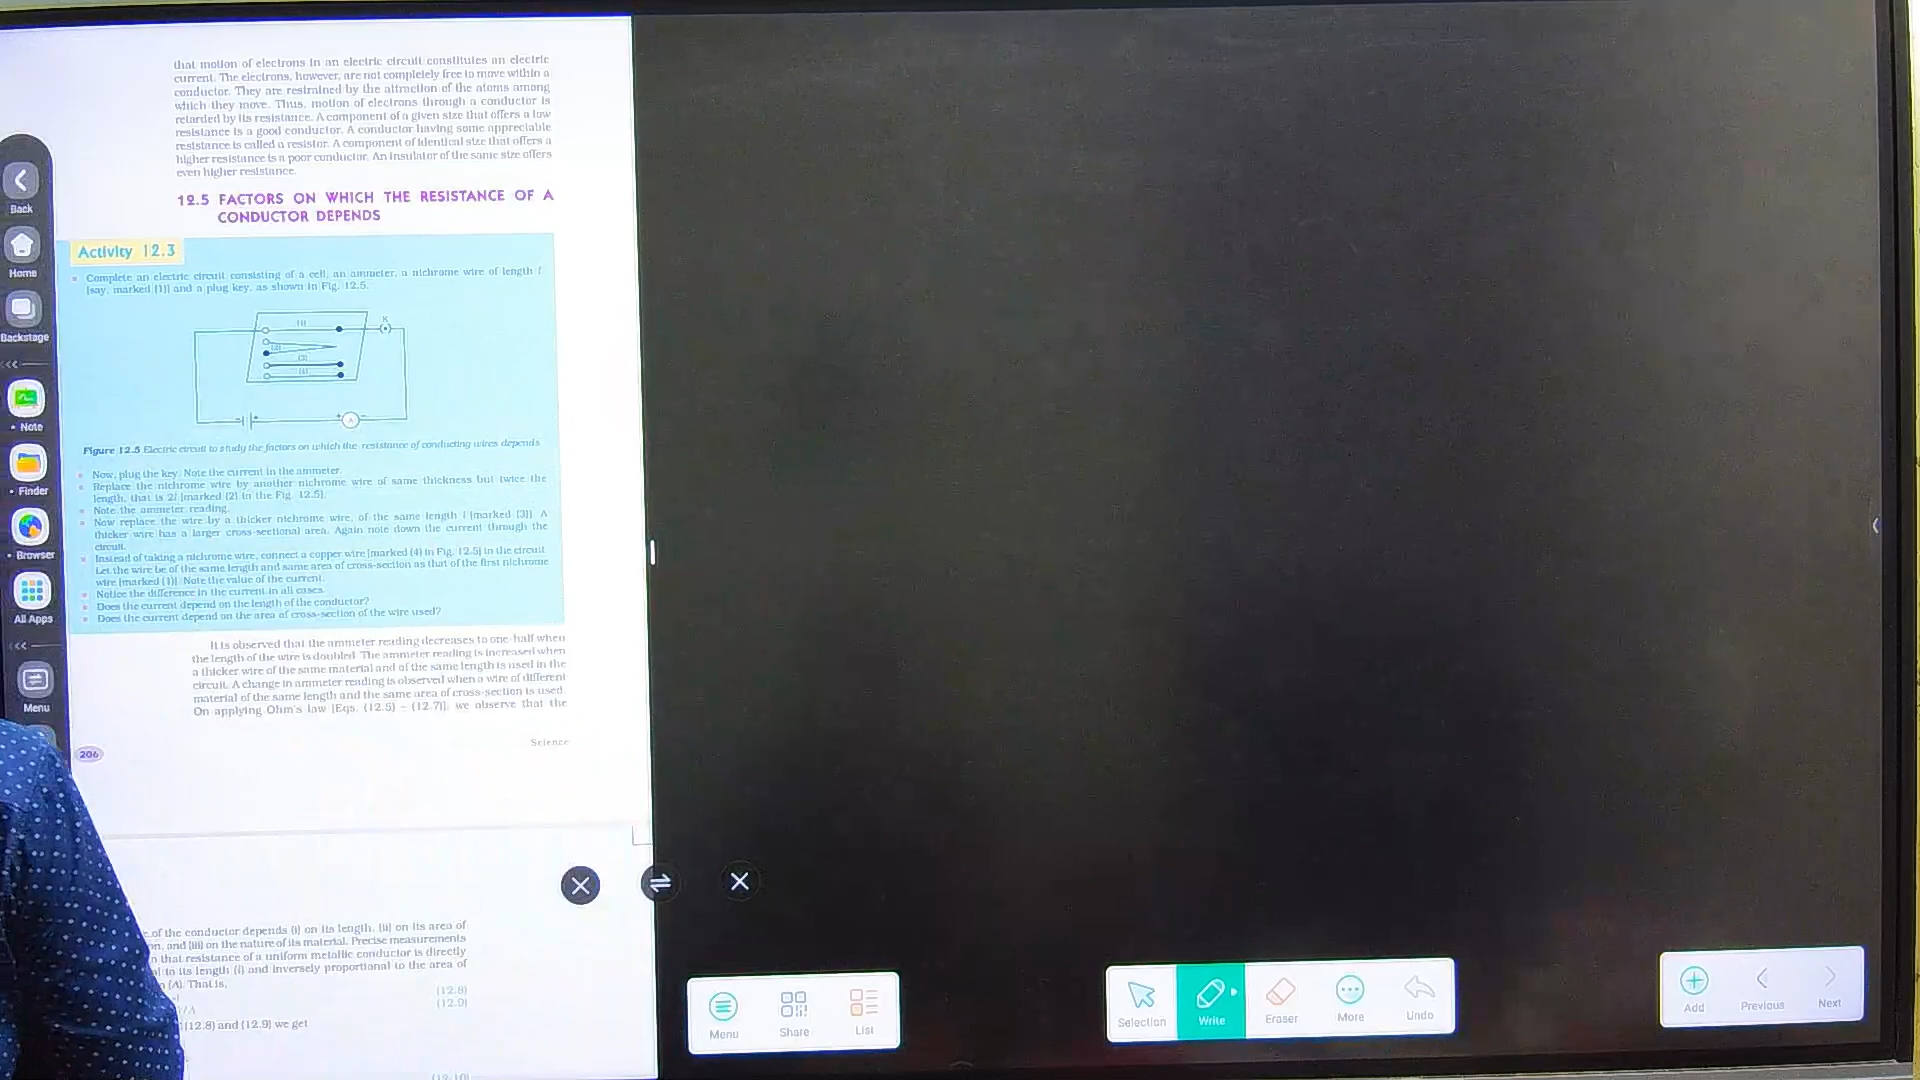 that motion of electrons in an electric circuit constitutes an electric
current. The electrons, however, are not completely free to move within a
conductor. They are restrained by the attraction of the atoms among
which they move. Thus, motion of electrons through a conductor is
retarded by its resistance. A component of a given size that offers a low
resistance is a good conductor. A conductor having some appreciable
resistance is called a resistor. A component of identical size that offers a
higher resistance is a poor conductor. An insulator of the same size offers
even higher resistance.
12.5 FACTORS ON WHICH THE RESISTANCE OF A
CONDUCTOR DEPENDS
Activity 12.3
Complete an electric circuit consisting of a cell, an ammeter, a nichrome wire of length l
[say, marked (1)] and a plug key, as shown in Fig. 12.5.
K
(1)
(2)
(3)
(4)
- +
+ A -
Figure 12.5 Electric circuit to study the factors on which the resistance of conducting wires depends
Now, plug the key. Note the current in the ammeter.
Replace the nichrome wire by another nichrome wire of same thickness but twice the
length, that is 2l [marked (2) in the Fig. 12.5].
Note the ammeter reading.
Now replace the wire by a thicker nichrome wire, of the same length l [marked (3)]. A
thicker wire has a larger cross-sectional area. Again note down the current through the
circuit.
Instead of taking a nichrome wire, connect a copper wire [marked (4) in Fig. 12.5] in the circuit.
Let the wire be of the same length and same area of cross-section as that of the first nichrome
wire [marked (1)]. Note the value of the current.
Notice the difference in the current in all cases.
Does the current depend on the length of the conductor?
Does the current depend on the area of cross-section of the wire used?
It is observed that the ammeter reading decreases to one-half when
the length of the wire is doubled. The ammeter reading is increased when
a thicker wire of the same material and of the same length is used in the
circuit. A change in ammeter reading is observed when a wire of different
material of the same length and the same area of cross-section is used.
On applying Ohm's law [Eqs. (12.5) – (12.7)], we observe that the
206
Science
of the conductor depends (i) on its length, (ii) on its area of
and (iii) on the nature of its material. Precise measurements
that resistance of a uniform metallic conductor is directly
to its length (l) and inversely proportional to the area of
(A). That is,
(12.8)
(12.9)
(12.8) and (12.9) we get
(12.10)
Back
Home
Backstage
Note
Finder
Browser
All Apps
Menu
Menu Share List
Selection Write Eraser More Undo
Add Previous Next